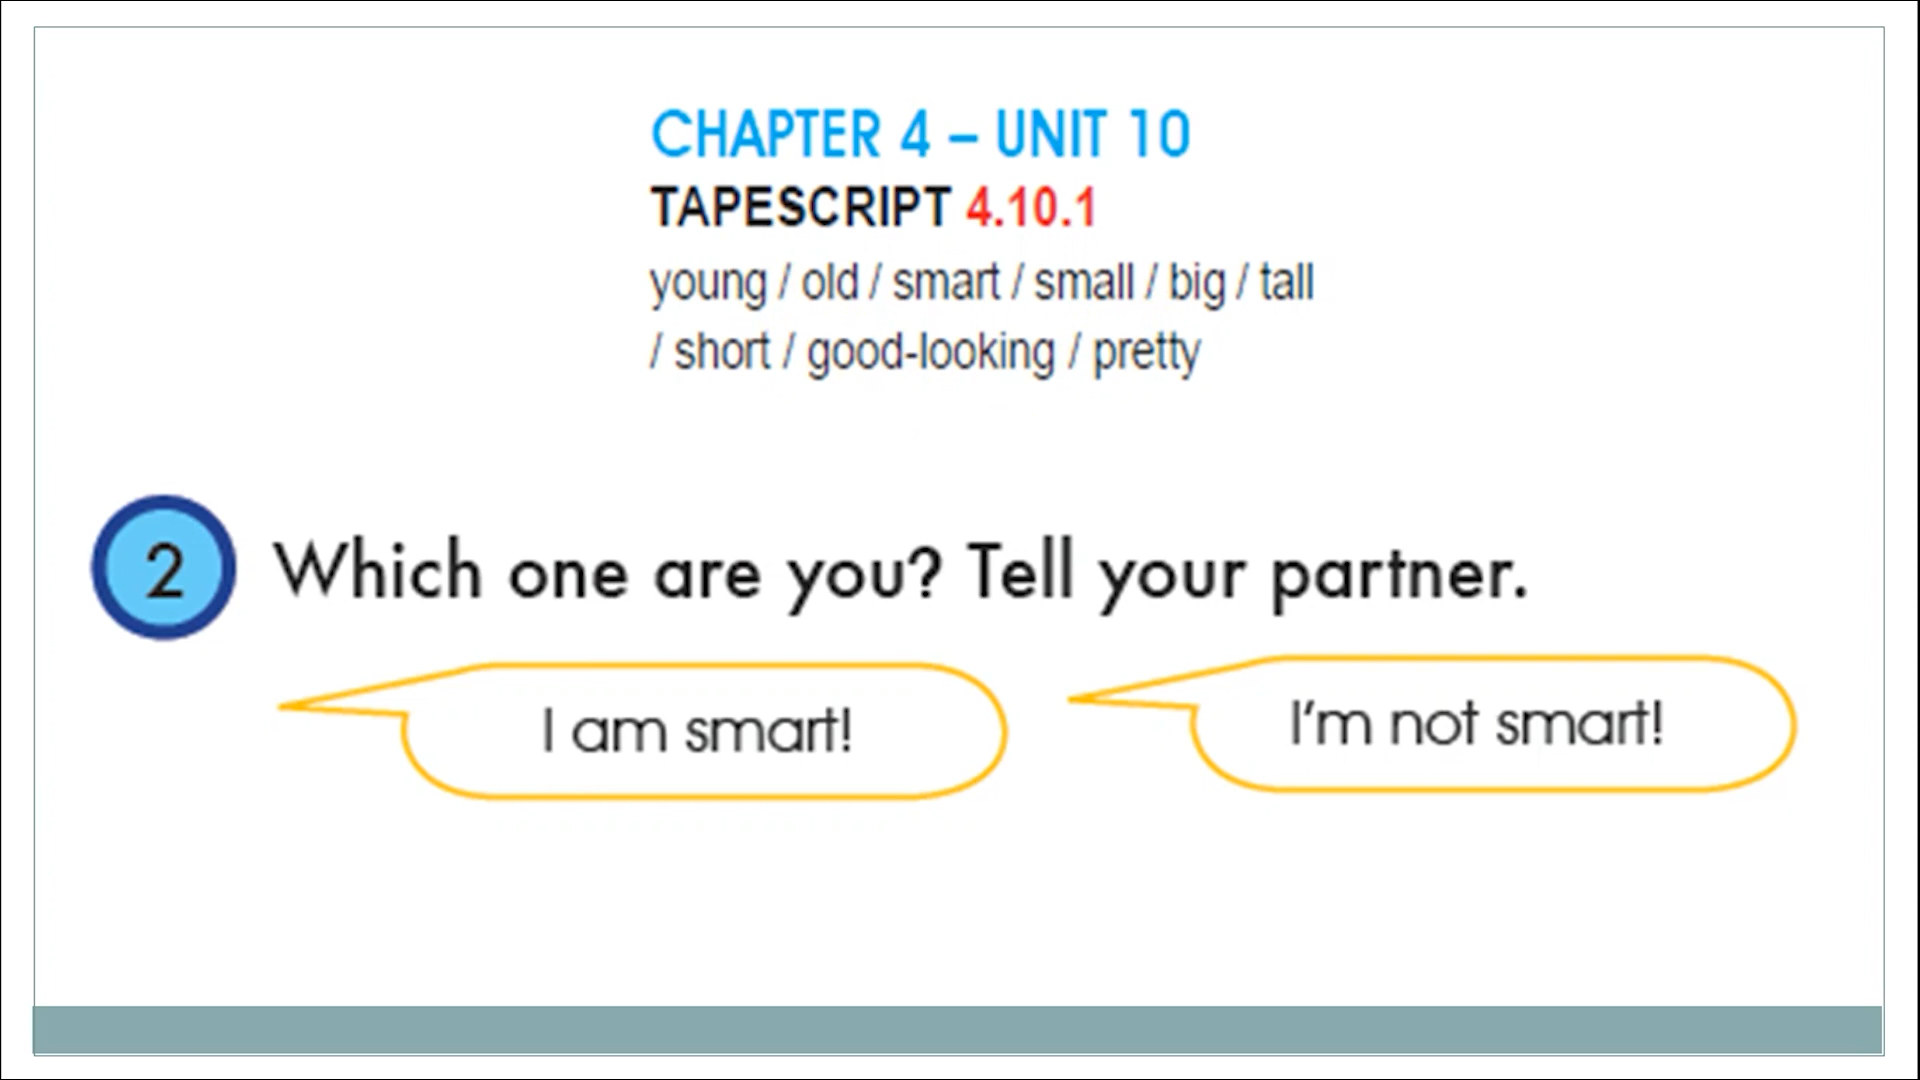 CHAPTER 4 – UNIT 10
TAPESCRIPT 4.10.1
young / old / smart / small / big / tall
/ short / good-looking / pretty
2 Which one are you? Tell your partner.
I am smart!
I'm not smart!